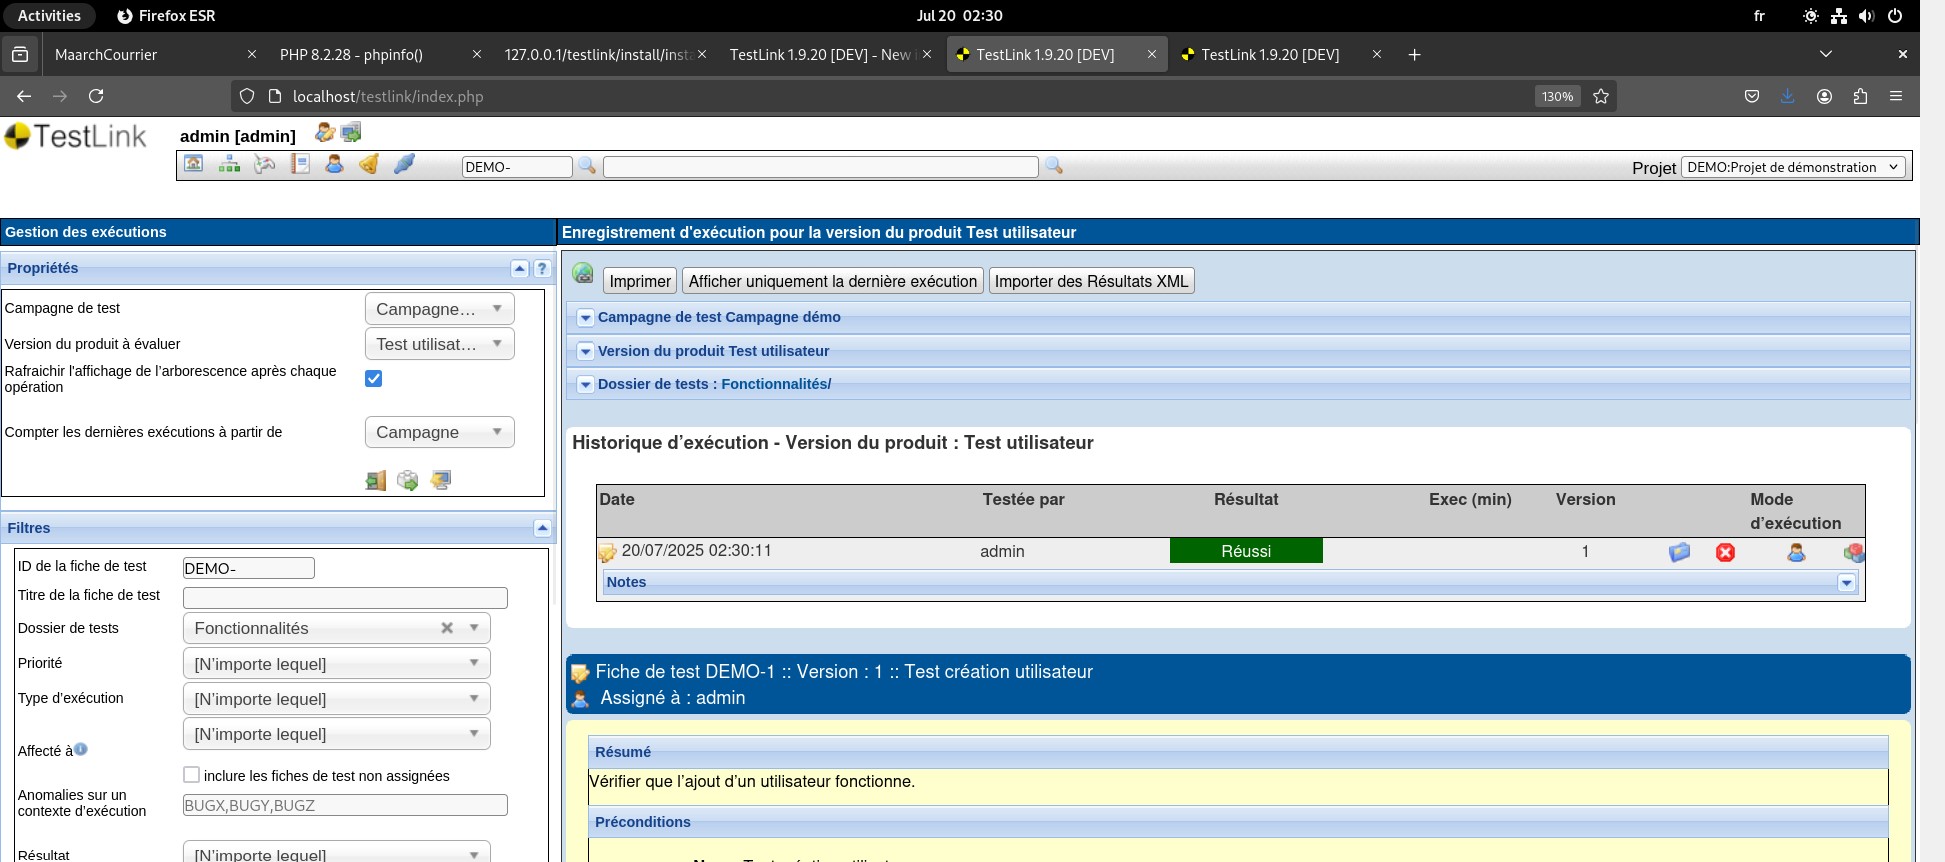 Activities Firefox ESR Jul 20 02:30 fr
MaarchCourrier PHP 8.2.28 - phpinfo() 127.0.0.1/testlink/install/insta TestLink 1.9.20 [DEV] - New TestLink 1.9.20 [DEV] TestLink 1.9.20 [DEV]
localhost/testlink/index.php 130%
TestLink admin [admin]
DEMO- Projet DEMO:Projet de démonstration
Gestion des exécutions
Enregistrement d'exécution pour la version du produit Test utilisateur
Propriétés ?
Campagne de test Campagne...
Version du produit à évaluer Test utilisat...
Rafraichir l'affichage de l'arborescence après chaque
opération
Compter les dernières exécutions à partir de Campagne
Filtres
ID de la fiche de test DEMO-
Titre de la fiche de test
Dossier de tests Fonctionnalités
Priorité [N'importe lequel]
Type d'exécution [N'importe lequel]
[N'importe lequel]
Affecté à
inclure les fiches de test non assignées
Anomalies sur un
contexte d'exécution BUGX,BUGY,BUGZ
Résultat [N'importe lequel]
Imprimer Afficher uniquement la dernière exécution Importer des Résultats XML
Campagne de test Campagne démo
Version du produit Test utilisateur
Dossier de tests : Fonctionnalités/
Historique d'exécution - Version du produit : Test utilisateur
Date Testée par Résultat Exec (min) Version Mode
d'exécution
20/07/2025 02:30:11 admin Réussi 1
Notes
Fiche de test DEMO-1 :: Version : 1 :: Test création utilisateur
Assigné à : admin
Résumé
Vérifier que l'ajout d'un utilisateur fonctionne.
Préconditions